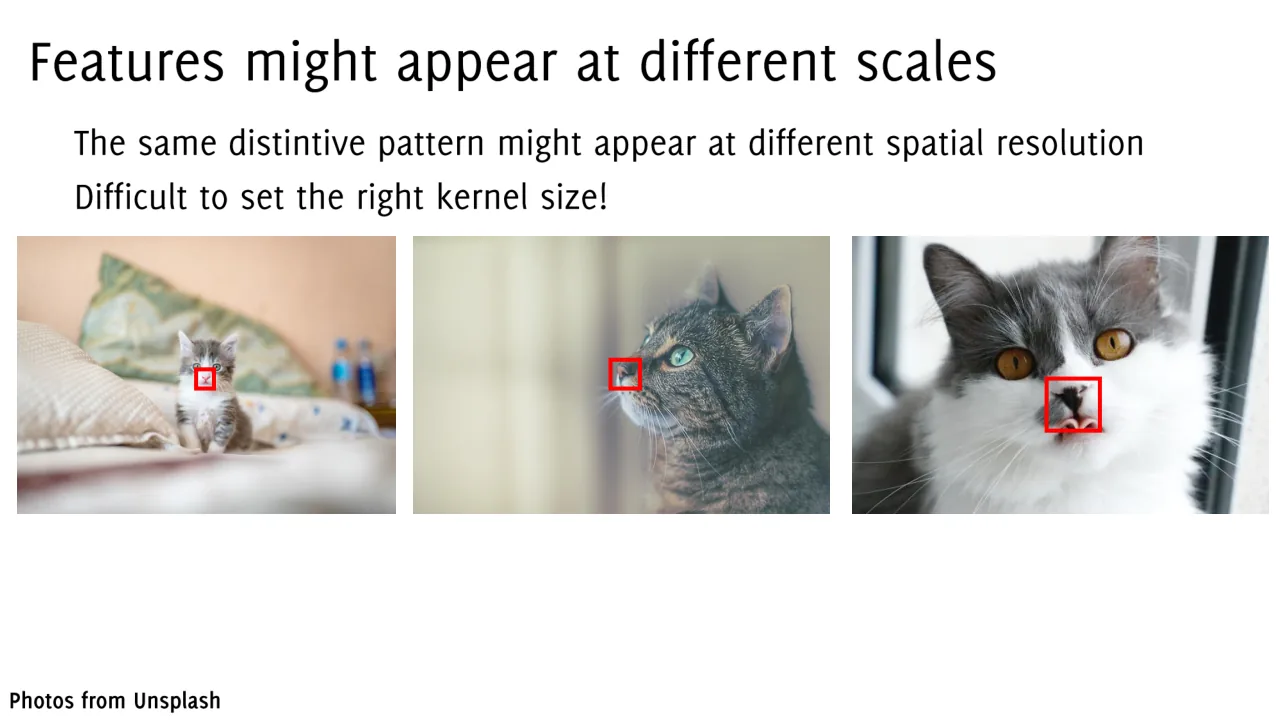 Features might appear at different scales
The same distintive pattern might appear at different spatial resolution
Difficult to set the right kernel size!
Photos from Unsplash